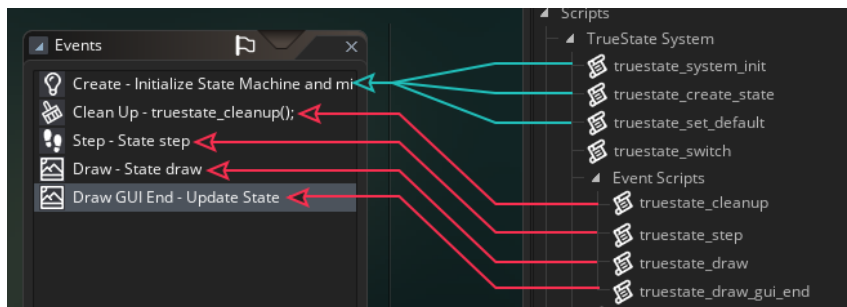 Events
Create - Initialize State Machine and mi
Clean Up - truestate_cleanup();
Step - State step
Draw - State draw
Draw GUI End - Update State
Scripts
TrueState System
truestate_system_init
truestate_create_state
truestate_set_default
truestate_switch
Event Scripts
truestate_cleanup
truestate_step
truestate_draw
truestate_draw_gui_end